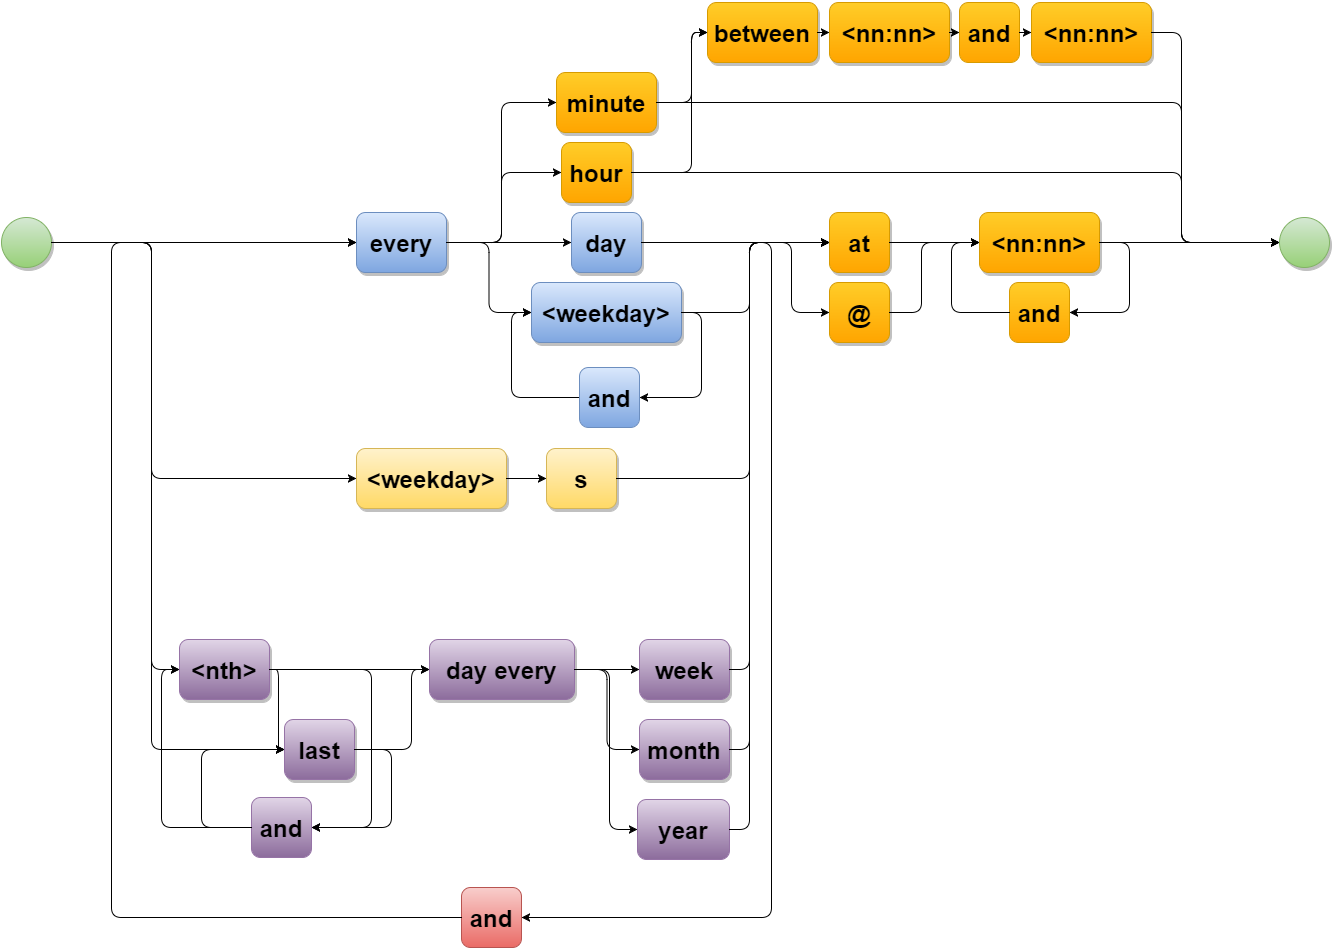 between <nn:nn> and <nn:nn>
minute
hour
every day at <nn:nn>
<weekday> @ and
and
<weekday> s
<nth> day every week
last month
and year
and